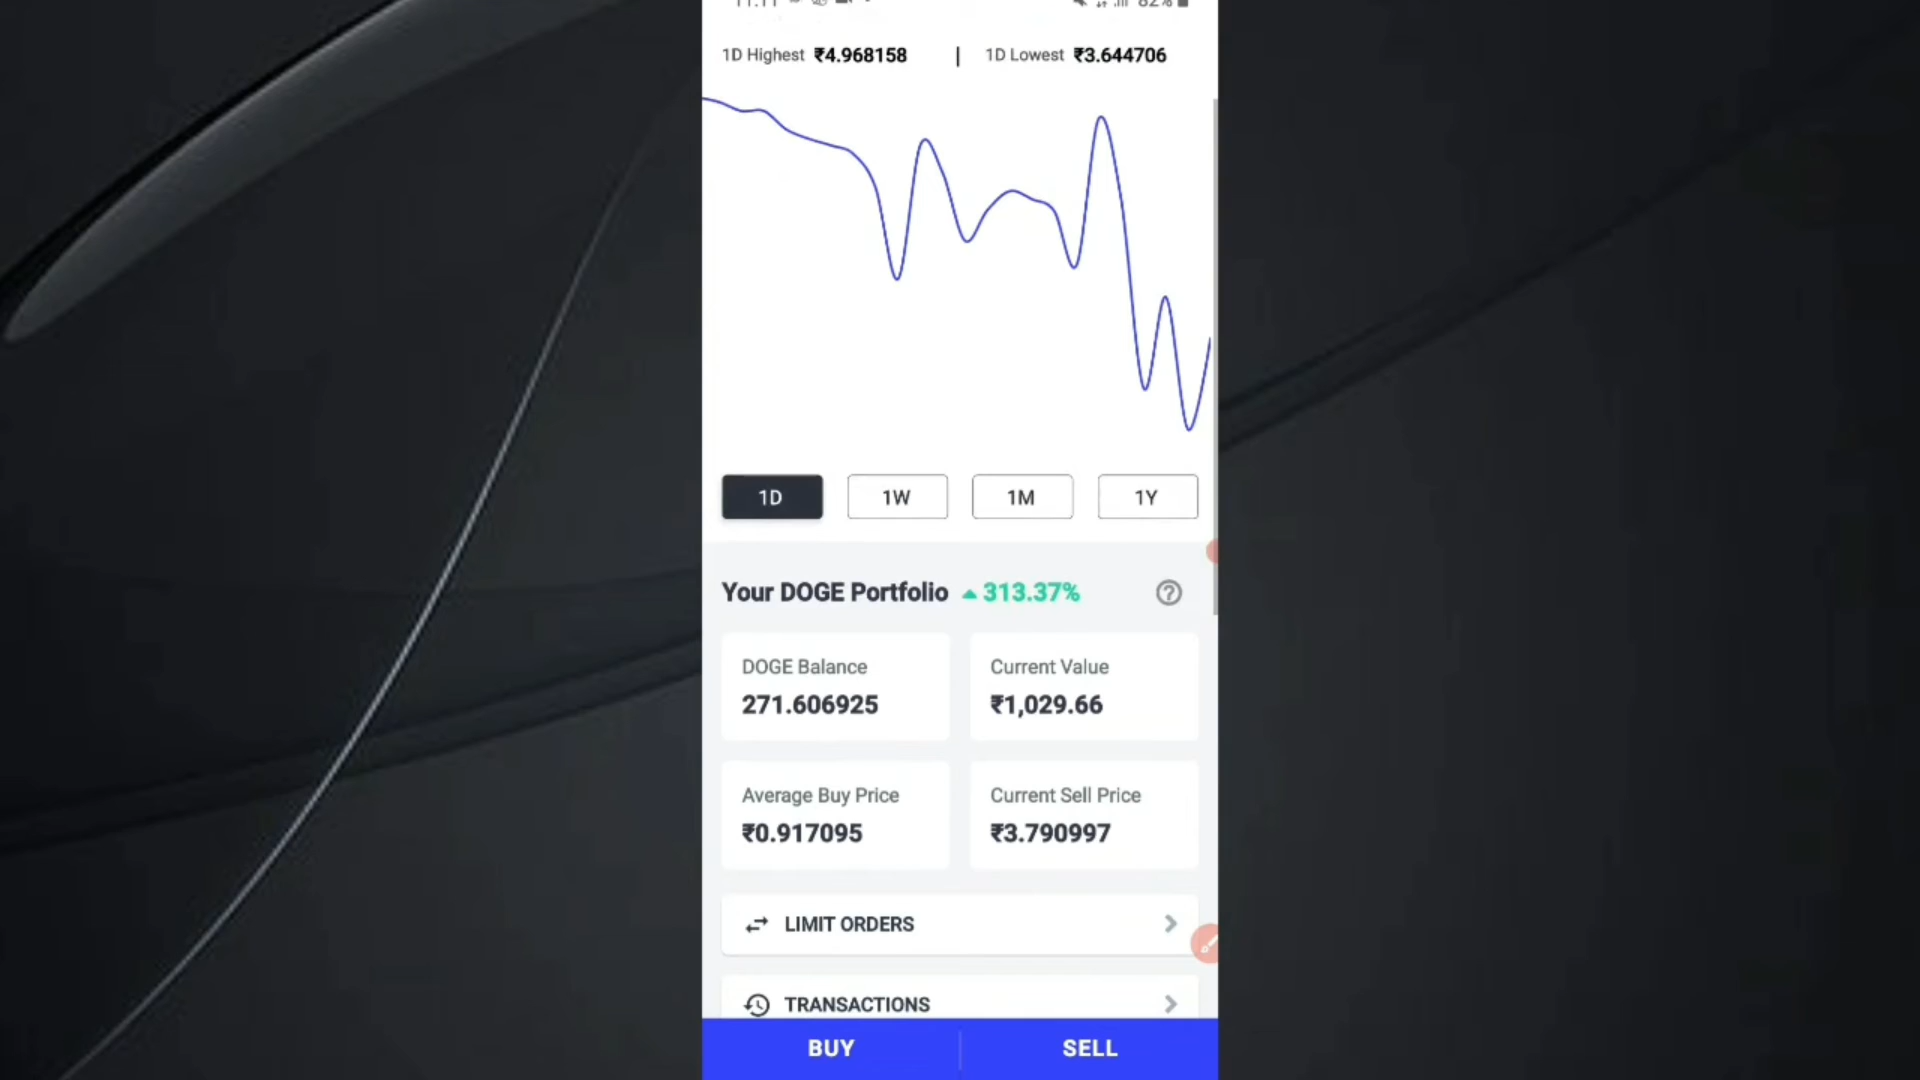 1D Highest ₹4.968158 | 1D Lowest ₹3.644706
1D 1W 1M 1Y
Your DOGE Portfolio ▲ 313.37%
DOGE Balance
271.606925
Current Value
₹1,029.66
Average Buy Price
₹0.917095
Current Sell Price
₹3.790997
LIMIT ORDERS
TRANSACTIONS
BUY
SELL